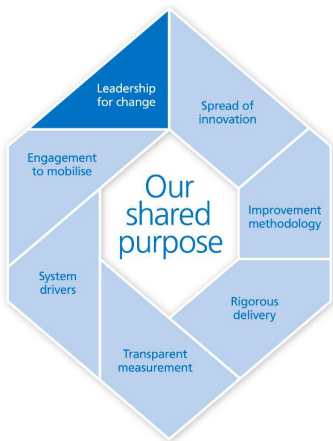 Leadership
for change
Spread of
innovation
Engagement
to mobilise
Our
shared
purpose
Improvement
methodology
System
drivers
Rigorous
delivery
Transparent
measurement